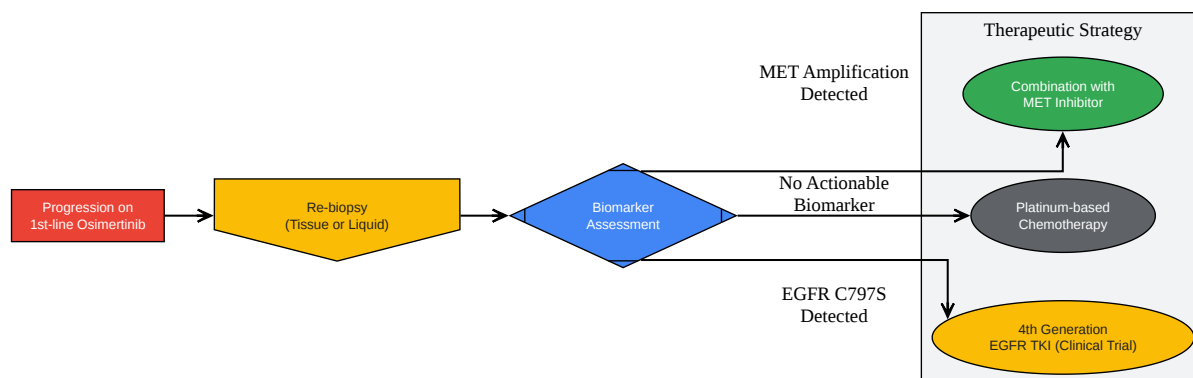 Therapeutic Strategy
MET Amplification
Detected
Combination with
MET Inhibitor
Progression on
1st-line Osimertinib
Re-biopsy
(Tissue or Liquid)
Biomarker
Assessment
No Actionable
Biomarker
Platinum-based
Chemotherapy
EGFR C797S
Detected
4th Generation
EGFR TKI (Clinical Trial)